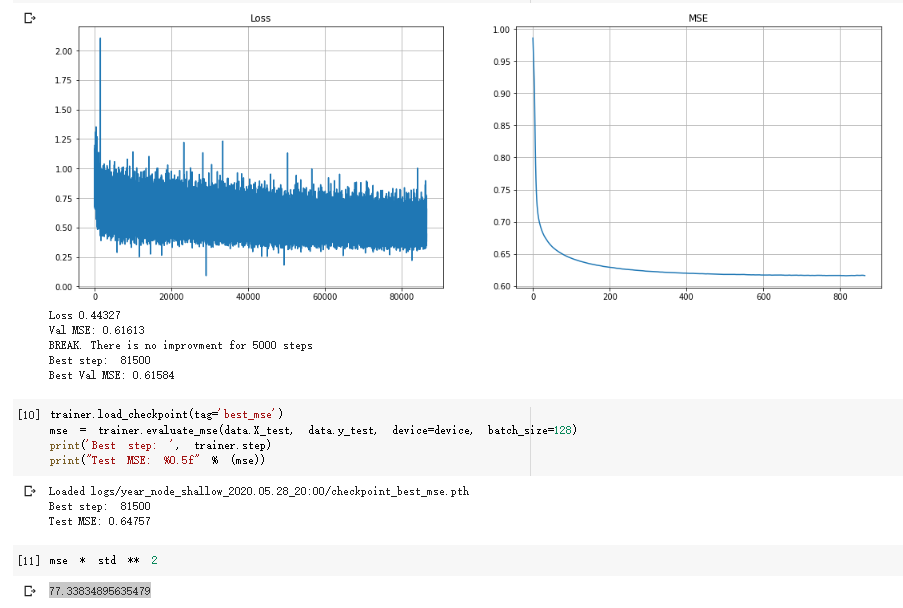 Loss
MSE
2.00
1.75
1.50
1.25
1.00
0.75
0.50
0.25
0.00
0
20000
40000
60000
80000
1.00
0.95
0.90
0.85
0.80
0.75
0.70
0.65
0.60
0
200
400
600
800
Loss 0.44327
Val MSE: 0.61613
BREAK. There is no improvment for 5000 steps
Best step:  81500
Best Val MSE: 0.61584
[10] trainer.load_checkpoint(tag='best_mse')
mse = trainer.evaluate_mse(data.X_test, data.y_test, device=device, batch_size=128)
print('Best step: ', trainer.step)
print("Test MSE: %0.5f" % (mse))
Loaded logs/year_node_shallow_2020.05.28_20:00/checkpoint_best_mse.pth
Best step:  81500
Test MSE: 0.64757
[11] mse * std ** 2
77.33834895635479